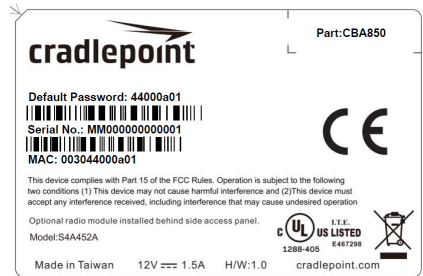 cradlepoint
Part:CBA850
Default Password: 44000a01
Serial No.: MM000000000001
MAC: 003044000a01
CE
This device complies with Part 15 of the FCC Rules. Operation is subject to the following
two conditions (1) This device may not cause harmful interference and (2)This device must
accept any interference received, including interference that may cause undesired operation
Optional radio module installed behind side access panel.
Model:S4A452A
C UL US LISTED
I.T.E.
E467298
1288-405
Made in Taiwan 12V 1.5A H/W:1.0 cradlepoint.com